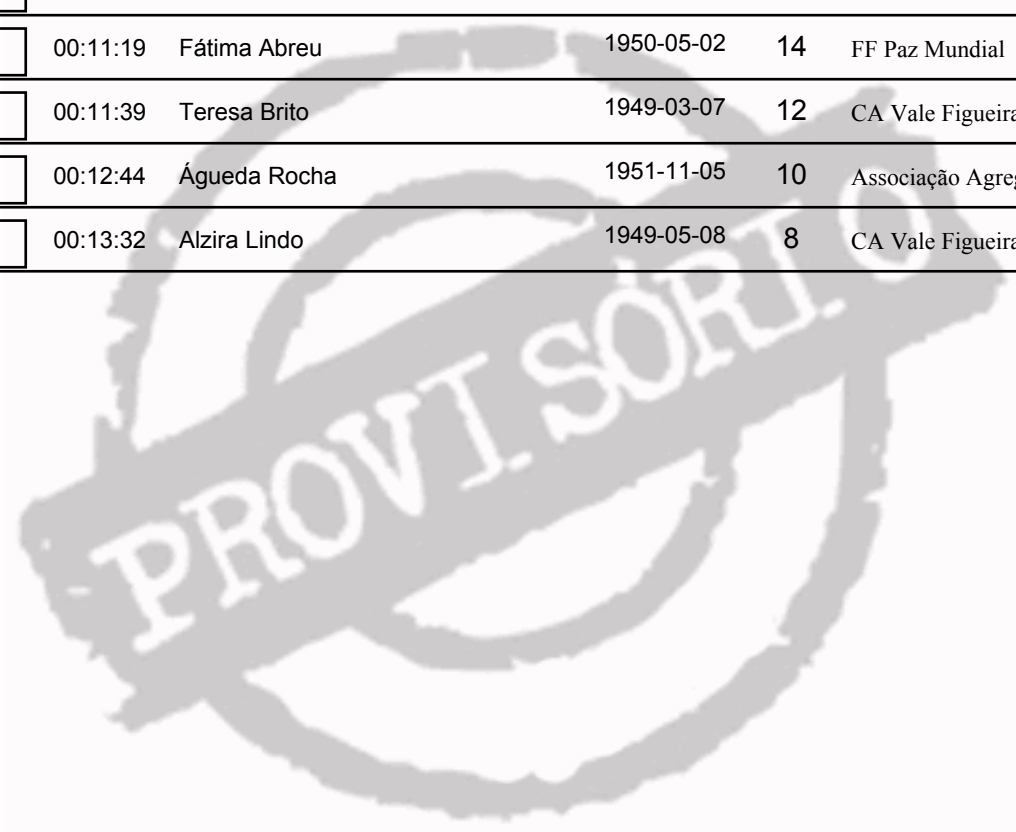 00:11:19 Fátima Abreu 1950-05-02 14 FF Paz Mundial
00:11:39 Teresa Brito 1949-03-07 12 CA Vale Figueira
00:12:44 Águeda Rocha 1951-11-05 10 Associação
00:13:32 Alzira Lindo 1949-05-08 8 CA Vale Figueira
PROVISÓRIO